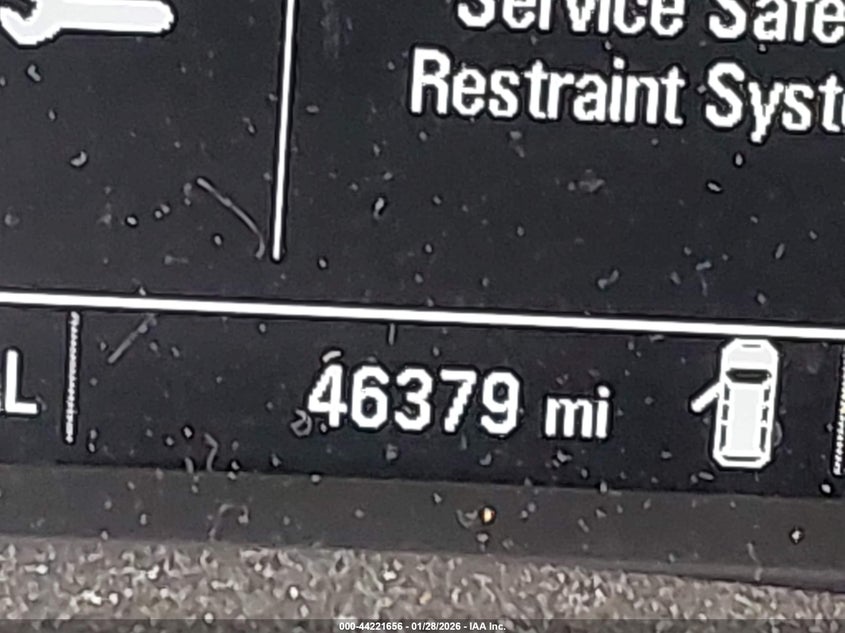 Service Safe
Restraint Syst
L
46379 mi
000-44221656 - 01/28/2026 - IAA Inc.